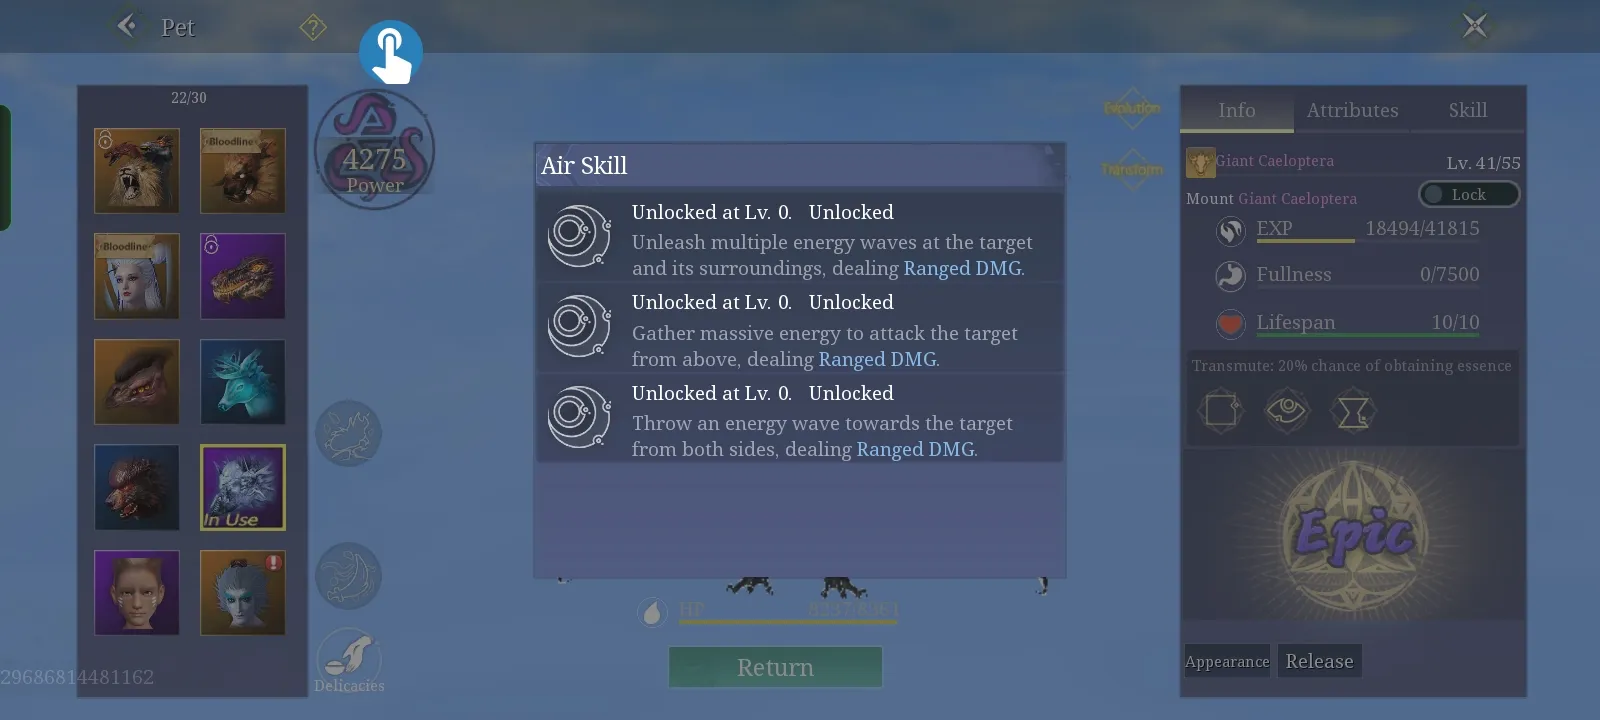 Pet
?
22/30
Bloodline
Bloodline
In Use
4275
Power
Delicacies
29686814481162
Air Skill
Unlocked at Lv. 0. Unlocked
Unleash multiple energy waves at the target
and its surroundings, dealing Ranged DMG.
Unlocked at Lv. 0. Unlocked
Gather massive energy to attack the target
from above, dealing Ranged DMG.
Unlocked at Lv. 0. Unlocked
Throw an energy wave towards the target
from both sides, dealing Ranged DMG.
HP
Return
Evolution
Transform
Info Attributes Skill
Giant Caeloptera Lv. 41/55
Mount Giant Caeloptera Lock
EXP 18494/41815
Fullness 0/7500
Lifespan 10/10
Transmute: 20% chance of obtaining essence
Epic
Appearance Release